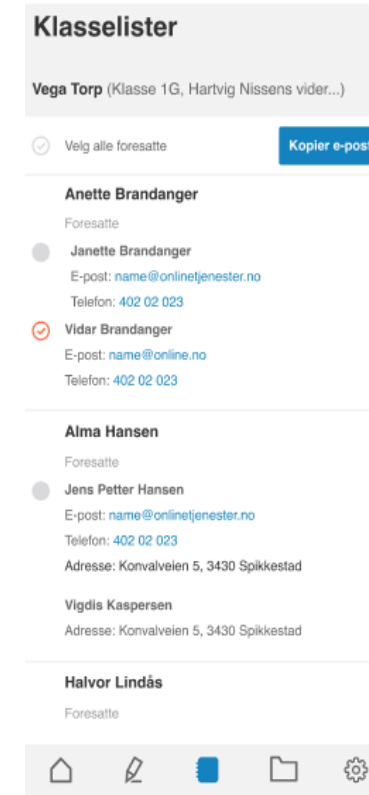 Klasselister
Vega Torp (Klasse 1G, Hartvig Nissens vider...)
Velg alle foresatte
Kopier e-post
Anette Brandanger
Foresatte
Janette Brandanger
E-post: name@onlinetjenester.no
Telefon: 402 02 023
Vidar Brandanger
E-post: name@online.no
Telefon: 402 02 023
Alma Hansen
Foresatte
Jens Petter Hansen
E-post: name@onlinetjenester.no
Telefon: 402 02 023
Adresse: Konvalveien 5, 3430 Spikkestad
Vigdis Kaspersen
Adresse: Konvalveien 5, 3430 Spikkestad
Halvor Lindås
Foresatte